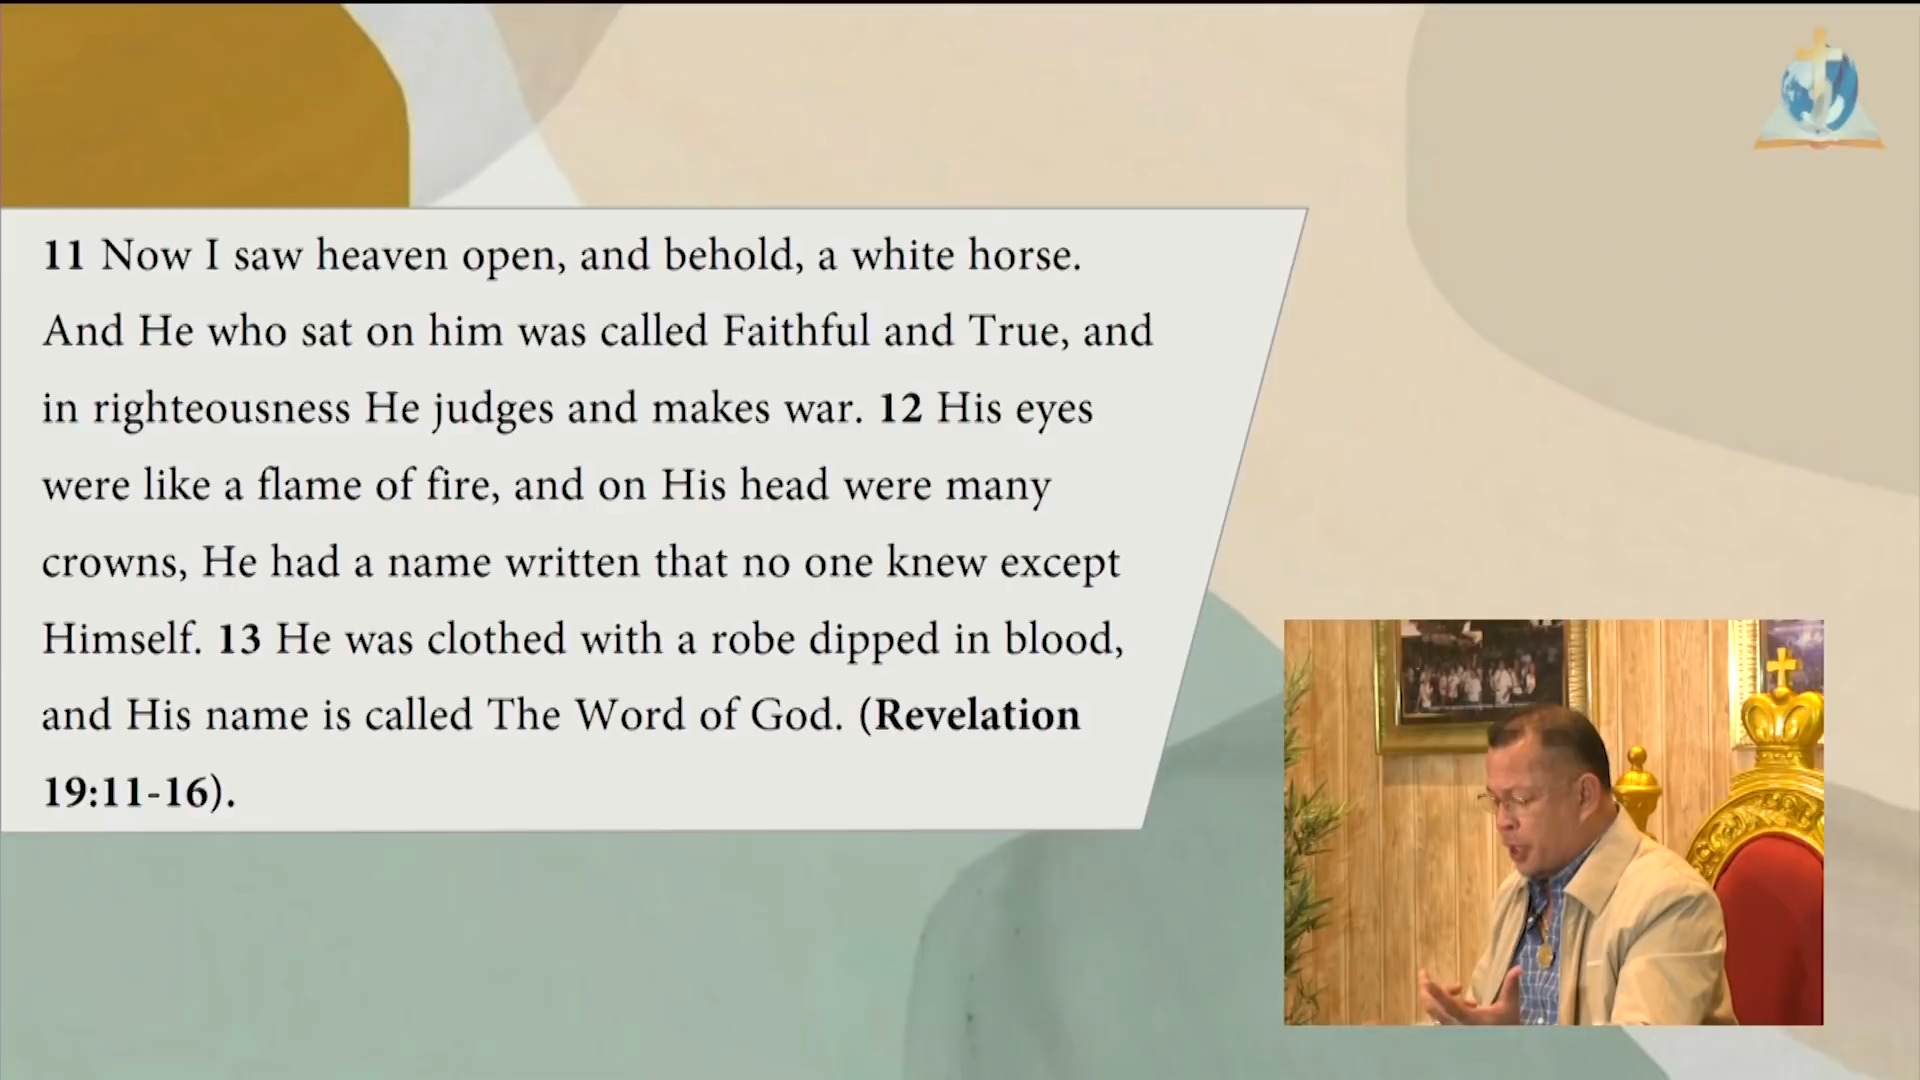 11 Now I saw heaven open, and behold, a white horse.
And He who sat on him was called Faithful and True, and
in righteousness He judges and makes war. 12 His eyes
were like a flame of fire, and on His head were many
crowns, He had a name written that no one knew except
Himself. 13 He was clothed with a robe dipped in blood,
and His name is called The Word of God. (Revelation
19:11-16).